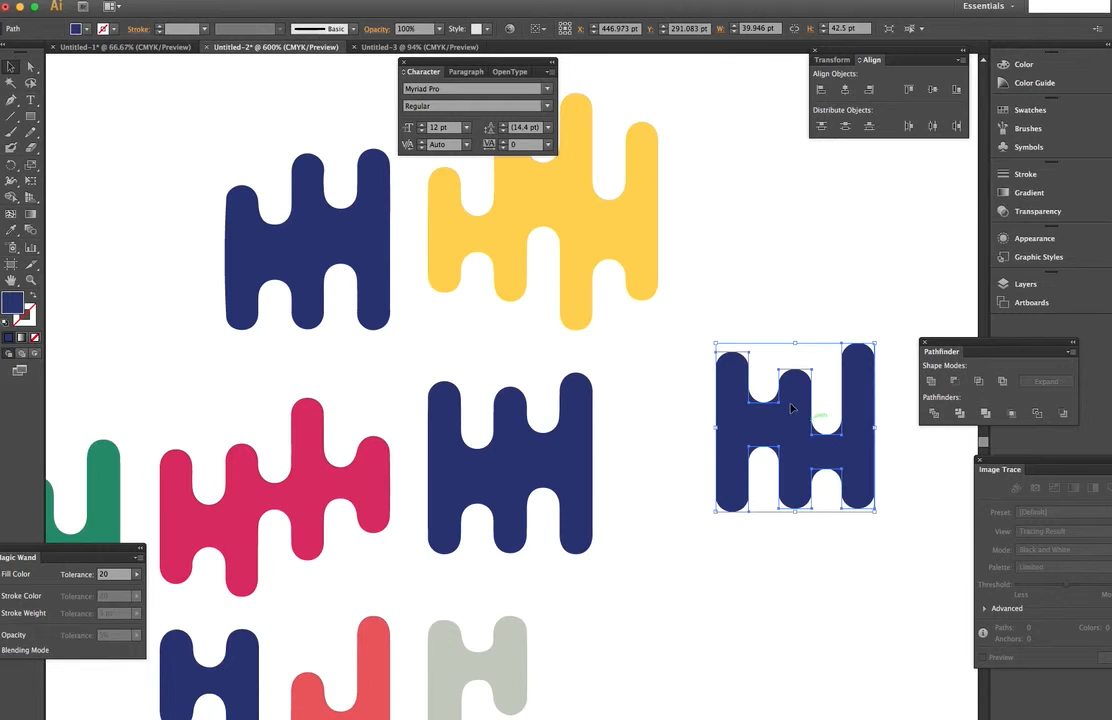 Ai
Essentials
Path
Stroke:
Basic
Opacity: 100%
Style:
X: 446.973 pt
Y: 291.083 pt
W: 39.946 pt
H: 42.5 pt
Untitled-1* @ 66.67% (CMYK/Preview)
Untitled-2* @ 600% (CMYK/Preview)
Untitled-3 @ 94% (CMYK/Preview)
Character Paragraph OpenType
Myriad Pro
Regular
12 pt (14.4 pt)
Auto 0
Transform Align
Align Objects:
Distribute Objects:
Color
Color Guide
Swatches
Brushes
Symbols
Stroke
Gradient
Transparency
Appearance
Graphic Styles
Layers
Artboards
Pathfinder
Shape Modes:
Expand
Pathfinders:
Image Trace
Preset: [Default]
View: Tracing Result
Mode: Black and White
Palette: Limited
Threshold:
Less Mo
Advanced
Paths: 0 Colors: 0
Anchors: 0
Preview
Magic Wand
Fill Color Tolerance: 20
Stroke Color Tolerance:
Stroke Weight Tolerance:
Opacity Tolerance:
Blending Mode